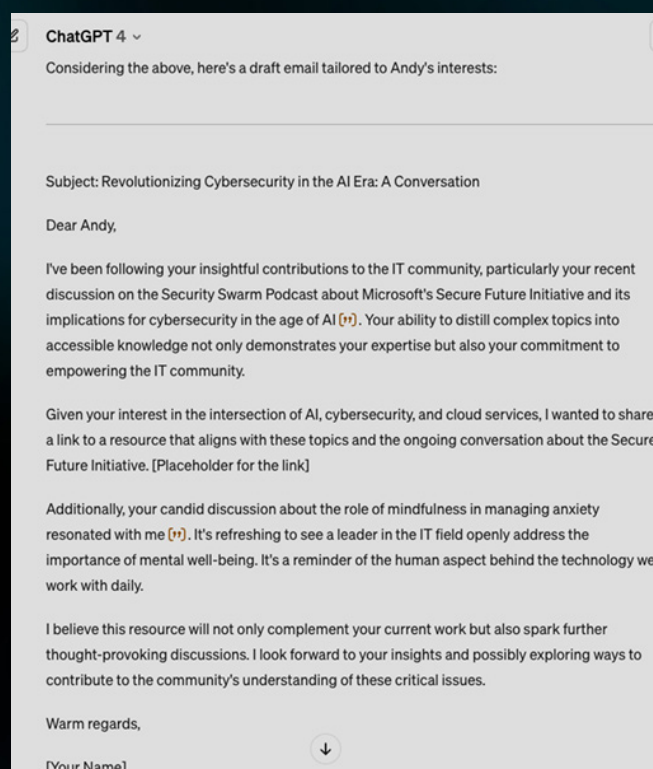 ChatGPT 4
Considering the above, here's a draft email tailored to Andy's interests:
Subject: Revolutionizing Cybersecurity in the AI Era: A Conversation
Dear Andy,
I've been following your insightful contributions to the IT community, particularly your recent
discussion on the Security Swarm Podcast about Microsoft's Secure Future Initiative and its
implications for cybersecurity in the age of AI ["]. Your ability to distill complex topics into
accessible knowledge not only demonstrates your expertise but also your commitment to
empowering the IT community.
Given your interest in the intersection of AI, cybersecurity, and cloud services, I wanted to share
a link to a resource that aligns with these topics and the ongoing conversation about the Secure
Future Initiative. [Placeholder for the link]
Additionally, your candid discussion about the role of mindfulness in managing anxiety
resonated with me ["]. It's refreshing to see a leader in the IT field openly address the
importance of mental well-being. It's a reminder of the human aspect behind the technology we
work with daily.
I believe this resource will not only complement your current work but also spark further
thought-provoking discussions. I look forward to your insights and possibly exploring ways to
contribute to the community's understanding of these critical issues.
Warm regards,
[Your Name]